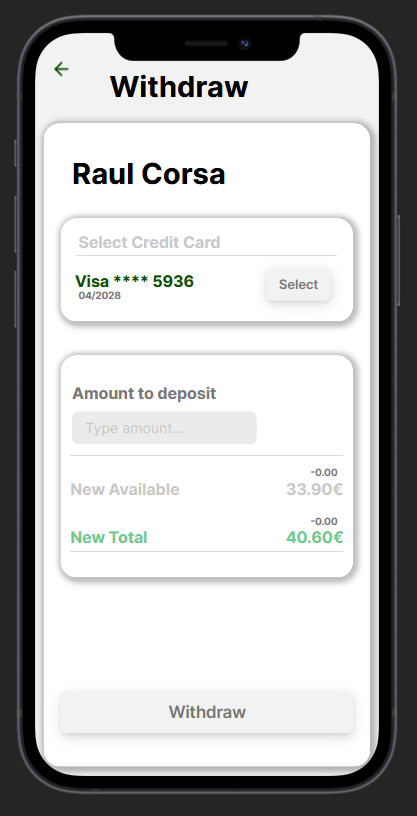 Withdraw
Raul Corsa
Select Credit Card
Visa **** 5936
04/2028
Select
Amount to deposit
Type amount...
-0.00
New Available 33.90€
-0.00
New Total 40.60€
Withdraw